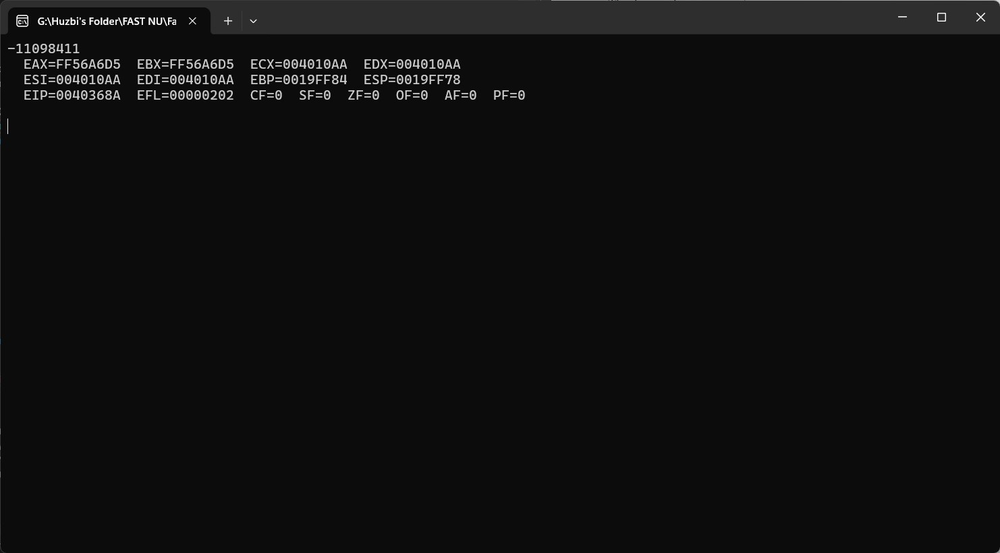 G:\Huzbi's Folder\FAST NU\Fa
-11098411
EAX=FF56A6D5  EBX=FF56A6D5  ECX=004010AA  EDX=004010AA
ESI=004010AA  EDI=004010AA  EBP=0019FF84  ESP=0019FF78
EIP=0040368A  EFL=00000202  CF=0  SF=0  ZF=0  OF=0  AF=0  PF=0